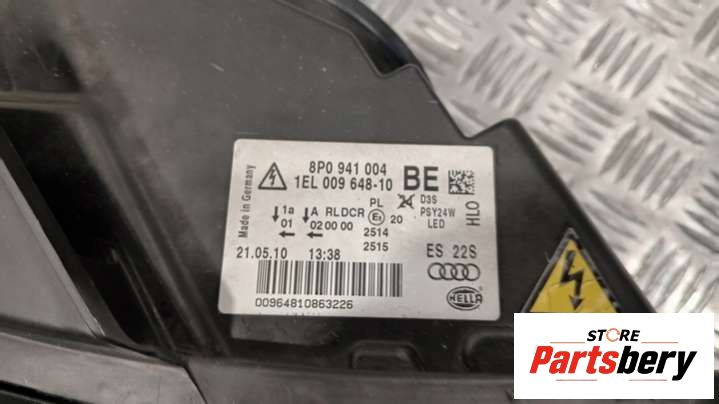 Made in Germany
8P0 941 004 BE
1EL 009 648-10
PL D3S
1a A RLDCR E1 20 PSY24W HLO
01 02 00 00 LED
2514
2515 ES 22S
21.05.10 13:38
00964810863226
HELLA
STORE
Partsbery